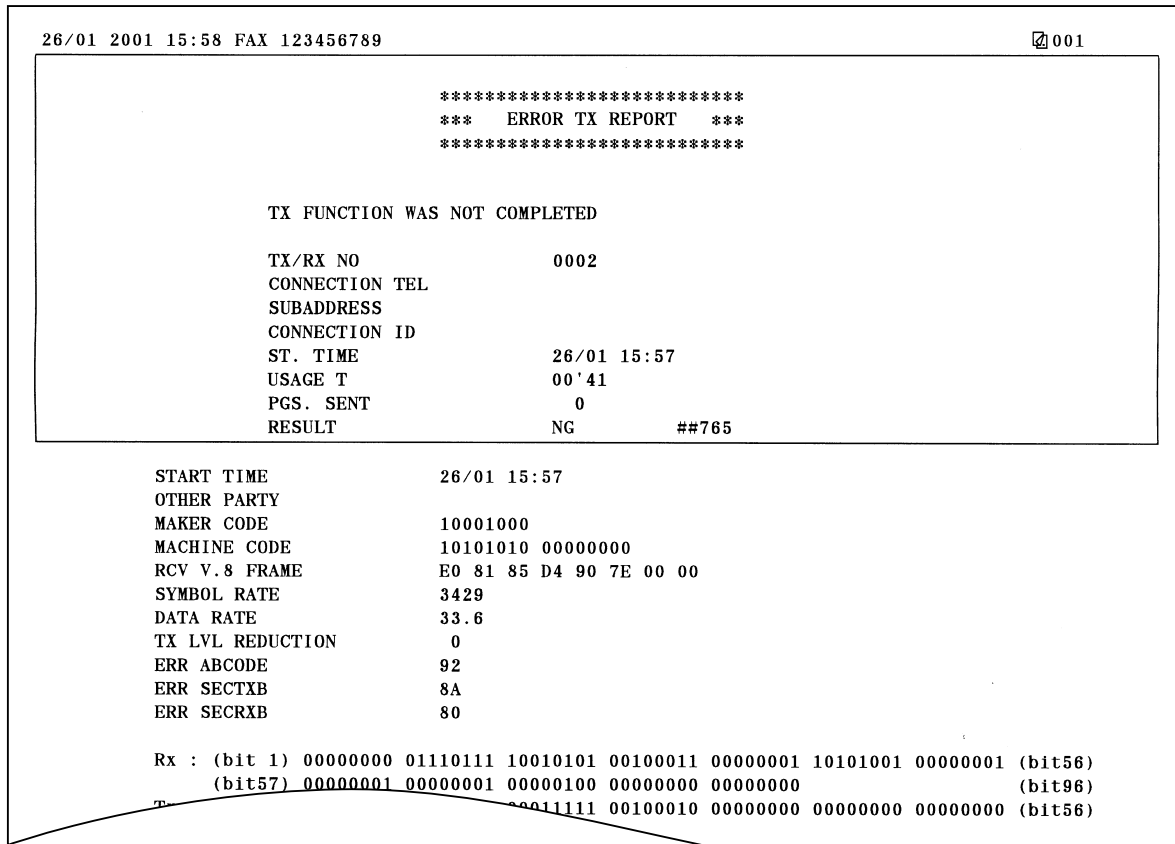 26/01 2001 15:58 FAX 123456789 001
***************************
*** ERROR TX REPORT ***
***************************
TX FUNCTION WAS NOT COMPLETED
TX/RX NO 0002
CONNECTION TEL
SUBADDRESS
CONNECTION ID
ST. TIME 26/01 15:57
USAGE T 00'41
PGS. SENT 0
RESULT NG ##765
START TIME 26/01 15:57
OTHER PARTY
MAKER CODE 10001000
MACHINE CODE 10101010 00000000
RCV V.8 FRAME E0 81 85 D4 90 7E 00 00
SYMBOL RATE 3429
DATA RATE 33.6
TX LVL REDUCTION 0
ERR ABCODE 92
ERR SECTXB 8A
ERR SECRXB 80
Rx : (bit 1) 00000000 01110111 10010101 00100011 00000001 10101001 00000001 (bit56)
(bit57) 00000001 00000001 00000100 00000000 00000000 (bit96)
00100010 00000000 00000000 00000000 (bit56)